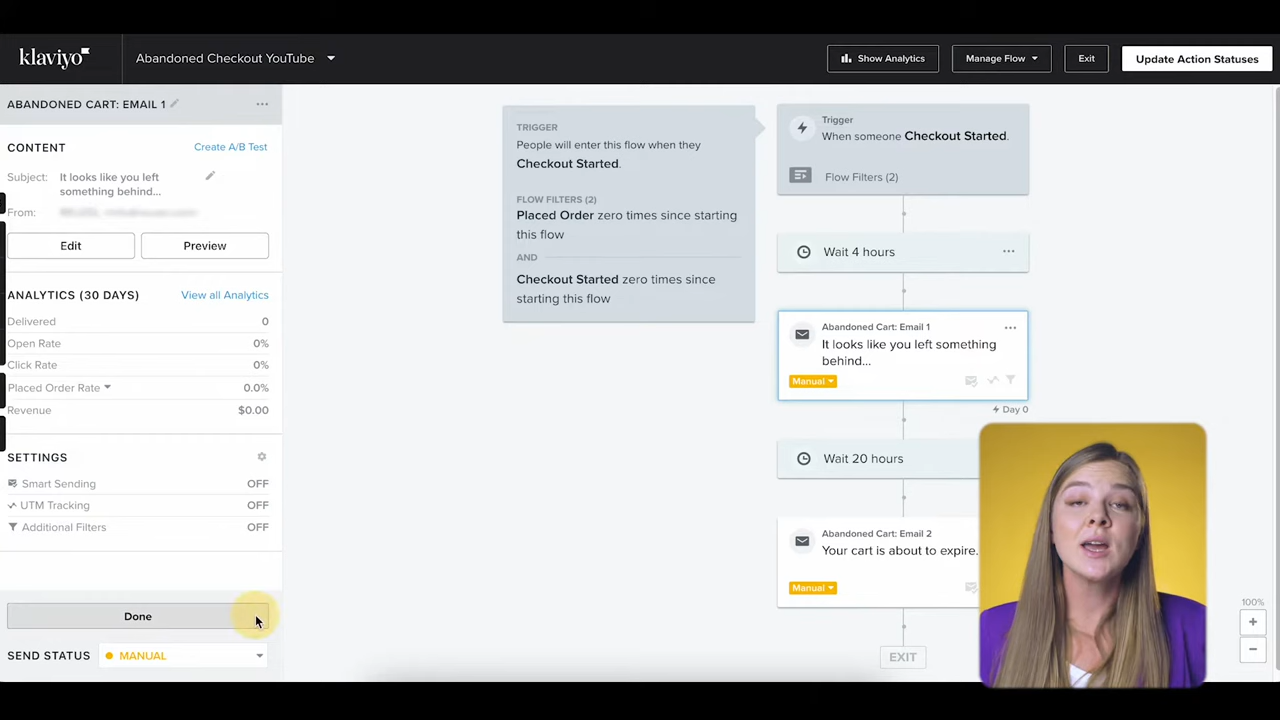 klaviyo
Abandoned Checkout YouTube
Show Analytics
Manage Flow
Exit
Update Action Statuses
ABANDONED CART: EMAIL 1
CONTENT
Create A/B Test
Subject:
It looks like you left
something behind...
From:
Edit
Preview
ANALYTICS (30 DAYS)
View all Analytics
Delivered 0
Open Rate 0%
Click Rate 0%
Placed Order Rate 0.0%
Revenue $0.00
SETTINGS
Smart Sending OFF
UTM Tracking OFF
Additional Filters OFF
Done
SEND STATUS MANUAL
TRIGGER
People will enter this flow when they
Checkout Started.
FLOW FILTERS (2)
Placed Order zero times since starting
this flow
AND
Checkout Started zero times since
starting this flow
Trigger
When someone Checkout Started.
Flow Filters (2)
Wait 4 hours
Abandoned Cart: Email 1
It looks like you left something
behind...
Manual
Day 0
Wait 20 hours
Abandoned Cart: Email 2
Your cart is about to expire.
Manual
EXIT
100%